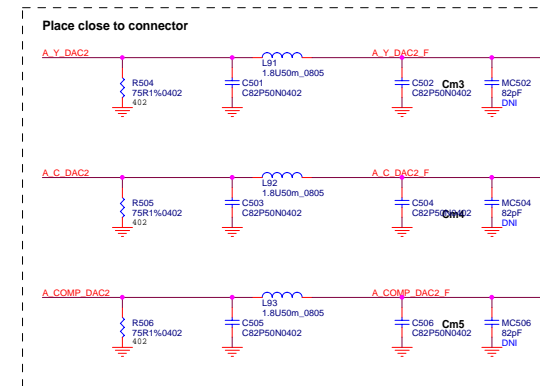 Place close to connector
A_Y_DAC2
L91
1.8U50m_0805
A_Y_DAC2_F
R504
75R1%0402
402
C501
C82P50N0402
C502
C82P50N0402
Cm3
MC502
82pF
DNI
A_C_DAC2
L92
1.8U50m_0805
A_C_DAC2_F
R505
75R1%0402
402
C503
C82P50N0402
C504
C82P50N0402
Cm4
MC504
82pF
DNI
A_COMP_DAC2
L93
1.8U50m_0805
A_COMP_DAC2_F
R506
75R1%0402
402
C505
C82P50N0402
C506
C82P50N0402
Cm5
MC506
82pF
DNI